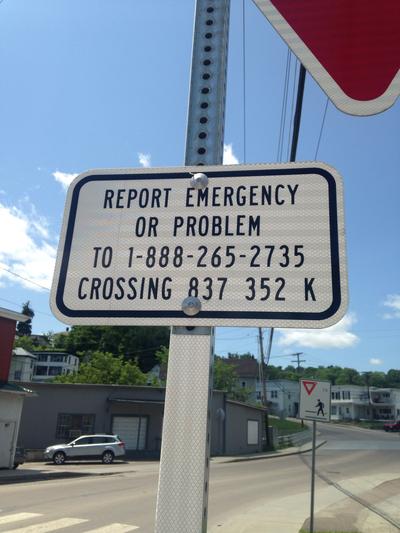 REPORT EMERGENCY
OR PROBLEM
TO 1-888-265-2735
CROSSING 837 352 K